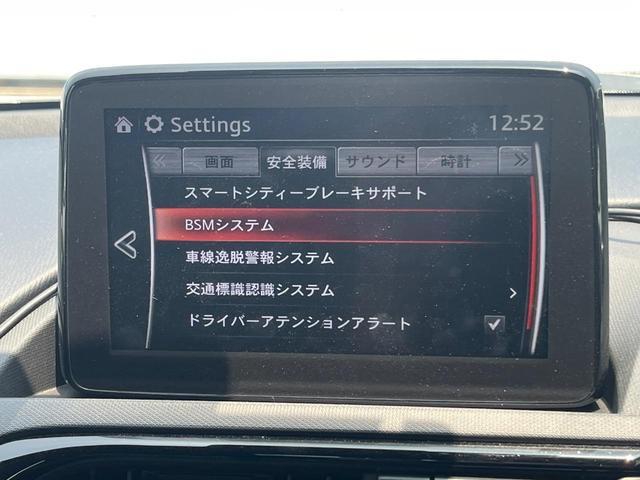 Settings
12:52
画面 安全装備 サウンド 時計
スマートシティーブレーキサポート
BSMシステム
車線逸脱警報システム
交通標識認識システム
ドライバーアテンションアラート